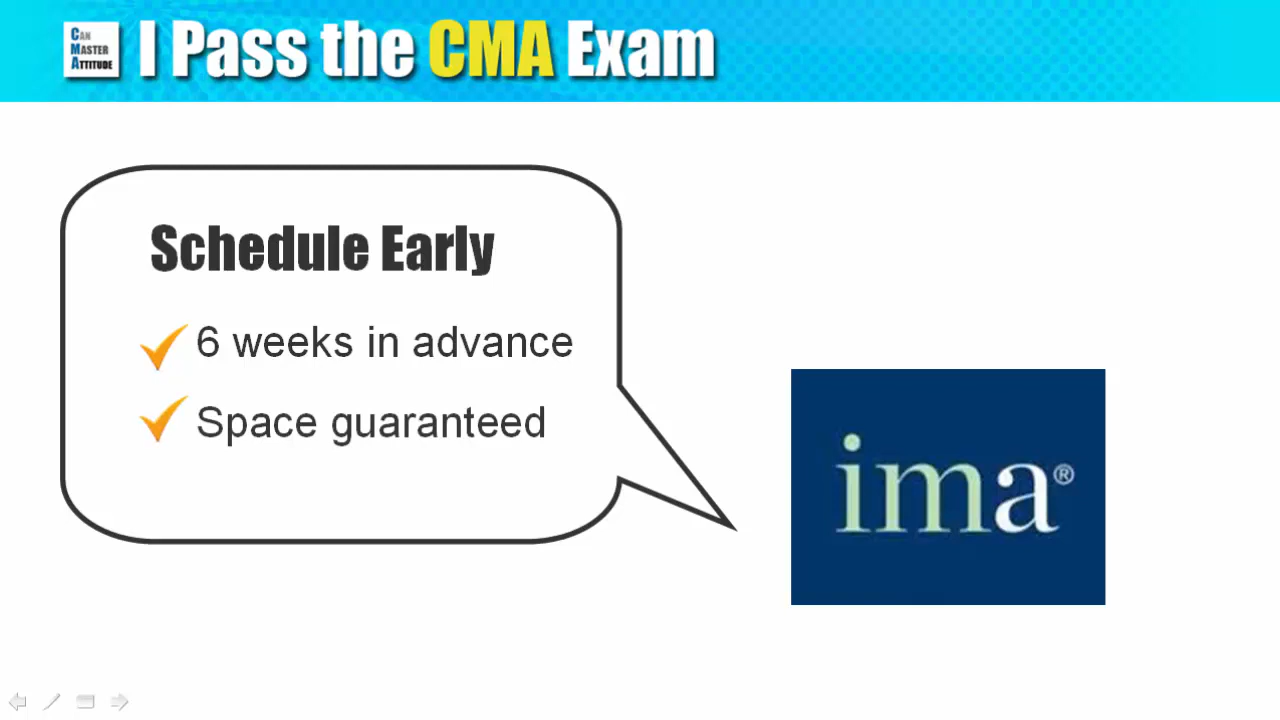 CAN
MASTER
ATTITUDE
I Pass the CMA Exam
Schedule Early
6 weeks in advance
Space guaranteed
ima®